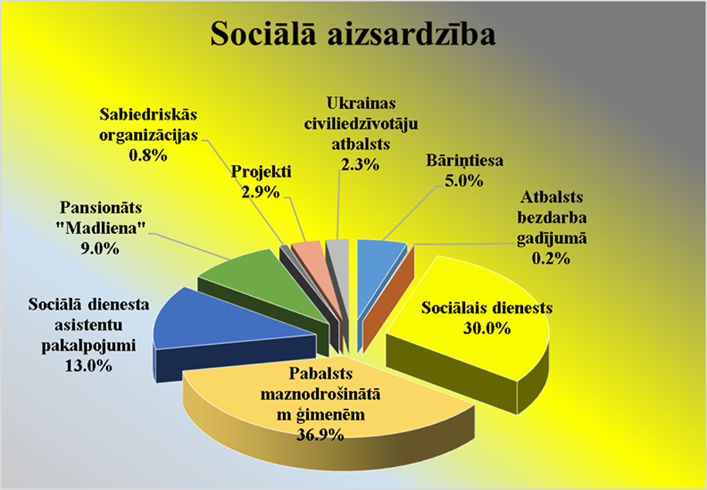 Sociālā aizsardzība
Ukrainas
civiliedzīvotāju
atbalsts
2.3%
Sabiedriskās
organizācijas
0.8%
Projekti
2.9%
Bāriņtiesa
5.0%
Atbalsts
bezdarba
gadījumā
0.2%
Pansionāts
"Madliena"
9.0%
Sociālais dienests
30.0%
Sociālā dienesta
asistentu
pakalpojumi
13.0%
Pabalsts
maznodrošinātā
m ģimenēm
36.9%